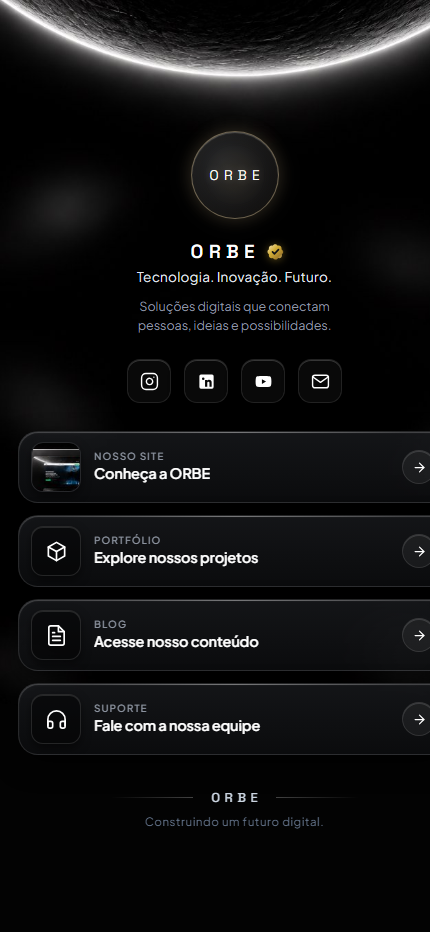 ORBE
ORBE
Tecnologia. Inovação. Futuro.
Soluções digitais que conectam
pessoas, ideias e possibilidades.
NOSSO SITE
Conheça a ORBE
PORTFÓLIO
Explore nossos projetos
BLOG
Acesse nosso conteúdo
SUPORTE
Fale com a nossa equipe
ORBE
Construindo um futuro digital.